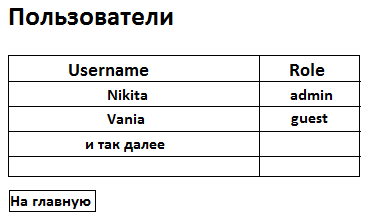 Пользователи
Username Role
Nikita admin
Vania guest
и так далее
На главную